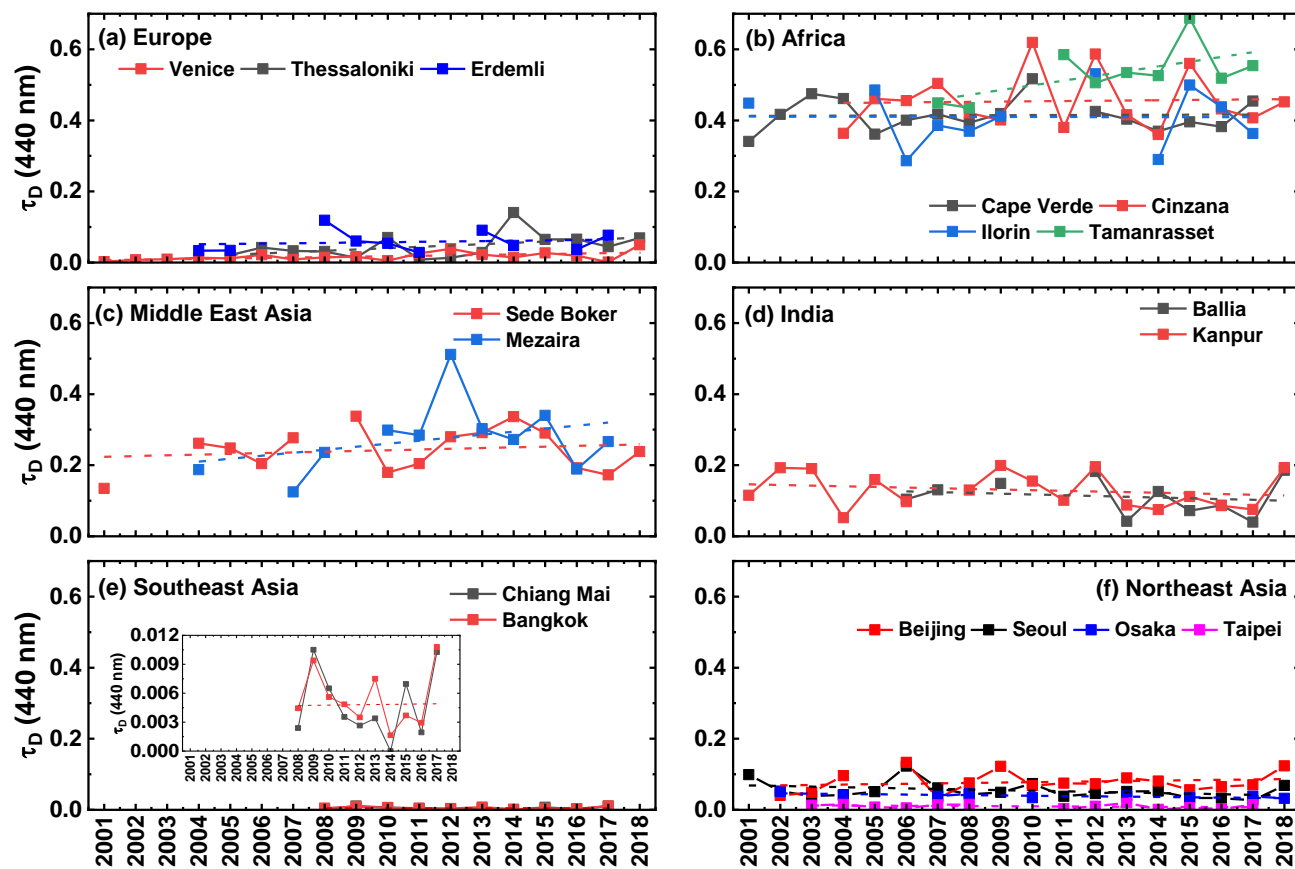 (a) Europe
Venice Thessaloniki Erdemli
τD (440 nm)
0.6
0.4
0.2
0.0
(b) Africa
Cape Verde Cinzana
Ilorin Tamanrasset
0.6
0.4
0.2
0.0
(c) Middle East Asia
Sede Boker
Mezaira
τD (440 nm)
0.6
0.4
0.2
0.0
(d) India
Ballia
Kanpur
0.6
0.4
0.2
0.0
(e) Southeast Asia
Chiang Mai
Bangkok
τD (440 nm)
0.6
0.4
0.2
0.0
τD (440 nm)
0.012
0.009
0.006
0.003
0.000
2001 2002 2003 2004 2005 2006 2007 2008 2009 2010 2011 2012 2013 2014 2015 2016 2017 2018
2001 2002 2003 2004 2005 2006 2007 2008 2009 2010 2011 2012 2013 2014 2015 2016 2017 2018
(f) Northeast Asia
Beijing Seoul Osaka Taipei
0.6
0.4
0.2
0.0
2001 2002 2003 2004 2005 2006 2007 2008 2009 2010 2011 2012 2013 2014 2015 2016 2017 2018